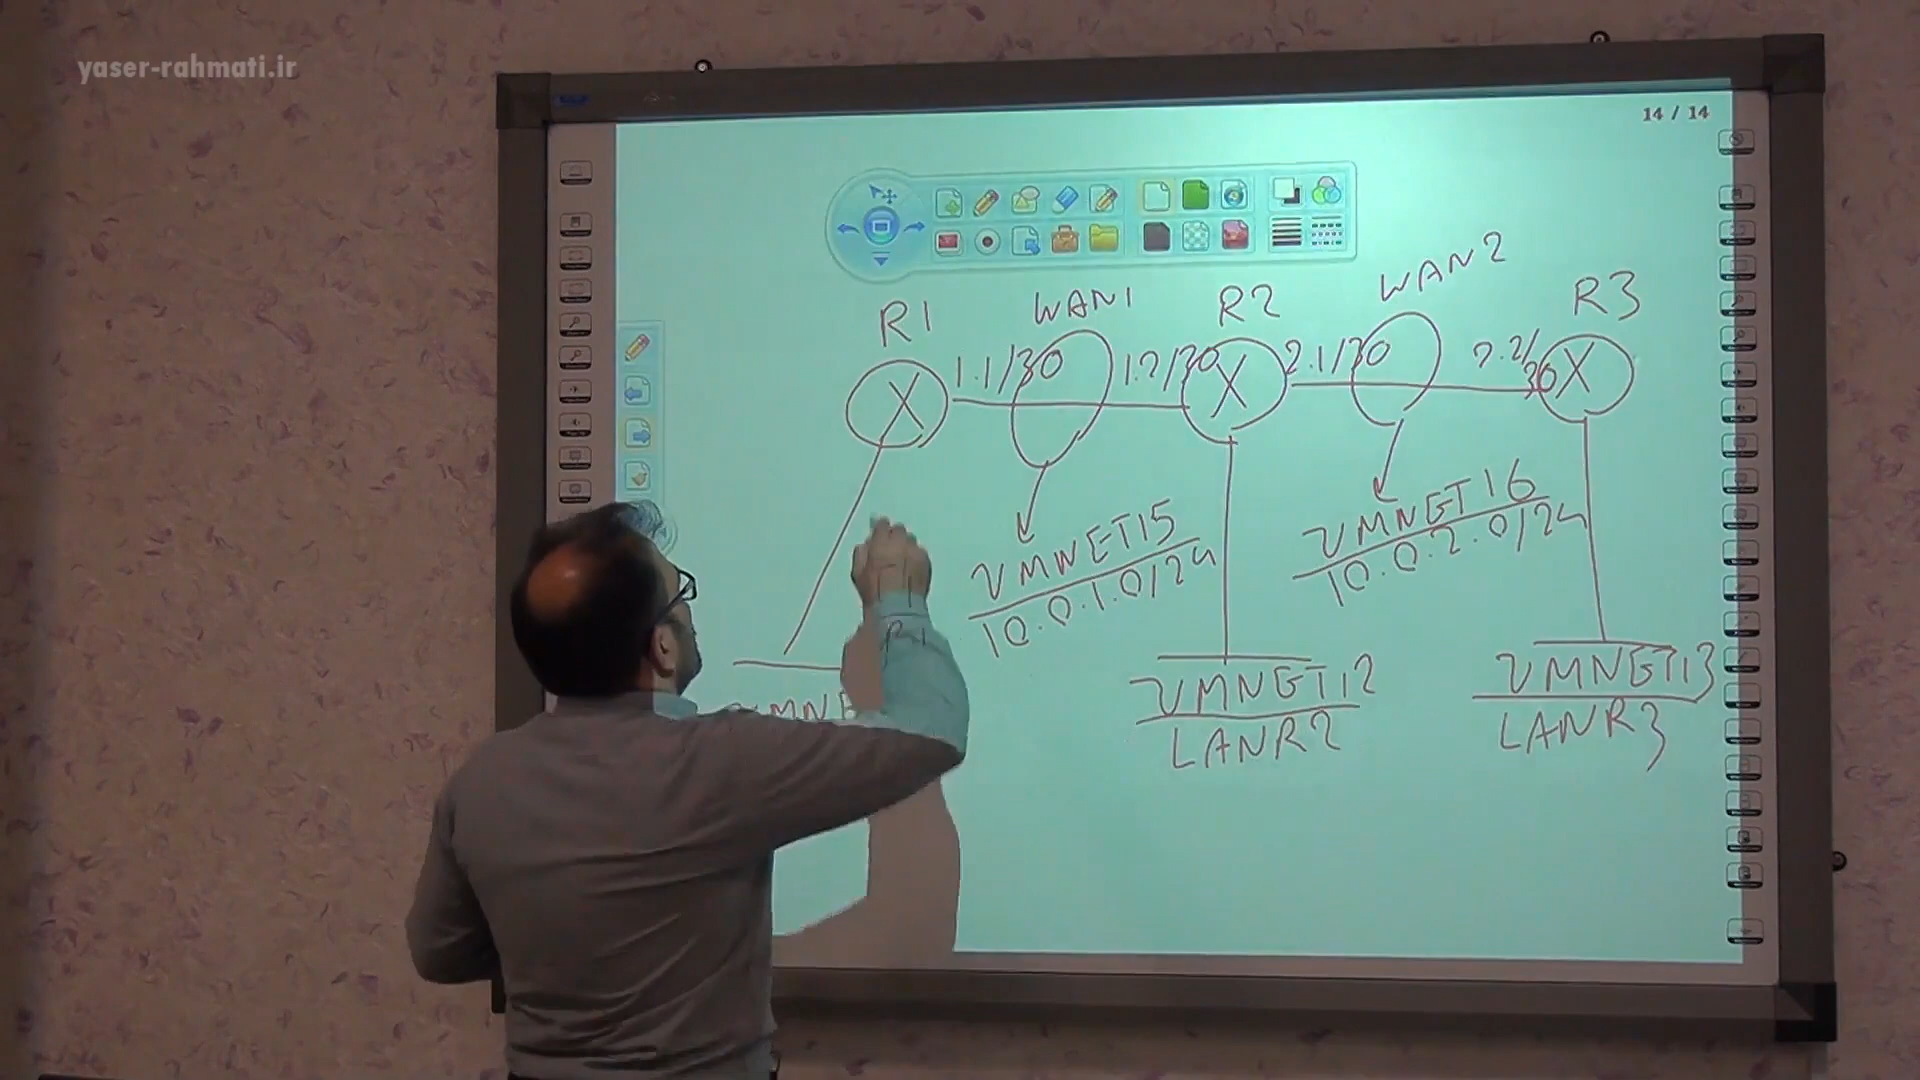 yaser-rahmati.ir
14 / 14
R1
WAN1
R2
WAN2
R3
1.1/30
1.2/30
2.1/30
2.2/
30
VMNET15
10.0.1.0/24
VMNET16
10.0.2.0/24
VMNET12
LANR2
VMNET13
LANR3